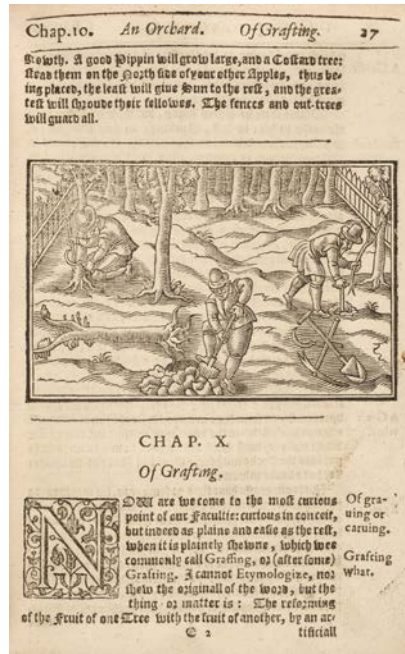 Chap.10. An Orchard. Of Grafting. 27
growth. A good Pippin will grow large, and a Costard tree:
stead them on the North side of your other Apples, thus be-
ing placed, the least will giue Sun to the rest, and the grea-
test will shroude their fellowes. The fences and out-trees
will guard all.
CHAP. X.
Of Grafting.
NOW are we come to the most curious
point of our Facultie: curious in conceit,
but indeed as plaine and easie as the rest,
when it is plainely shewne, which wee
commonly call Graffing, or (after some)
Grafting. I cannot Etymologize, nor
shew the originall of the word, but the
thing or matter is: The reforming
of the Fruit of one Tree with the fruit of another, by an ar-
C 2 tificiall
Of gra-
uing or
caruing.
Grafting
what.